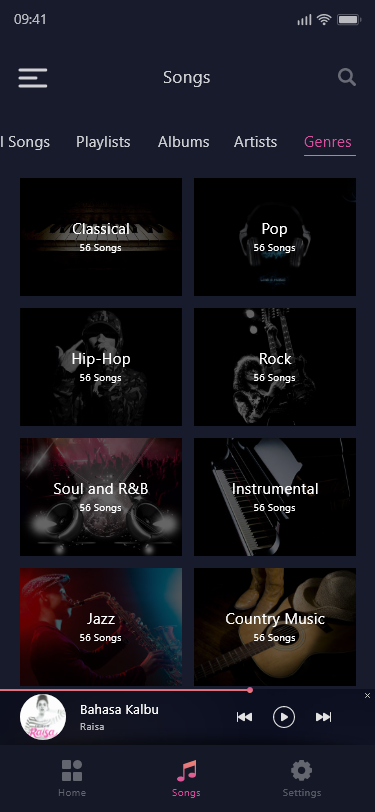 09:41
Songs
l Songs Playlists Albums Artists Genres
Classical
56 Songs
Pop
56 Songs
Hip-Hop
56 Songs
Rock
56 Songs
Soul and R&B
56 Songs
Instrumental
56 Songs
Jazz
56 Songs
Country Music
56 Songs
Raisa
Bahasa Kalbu
Raisa
Home Songs Settings